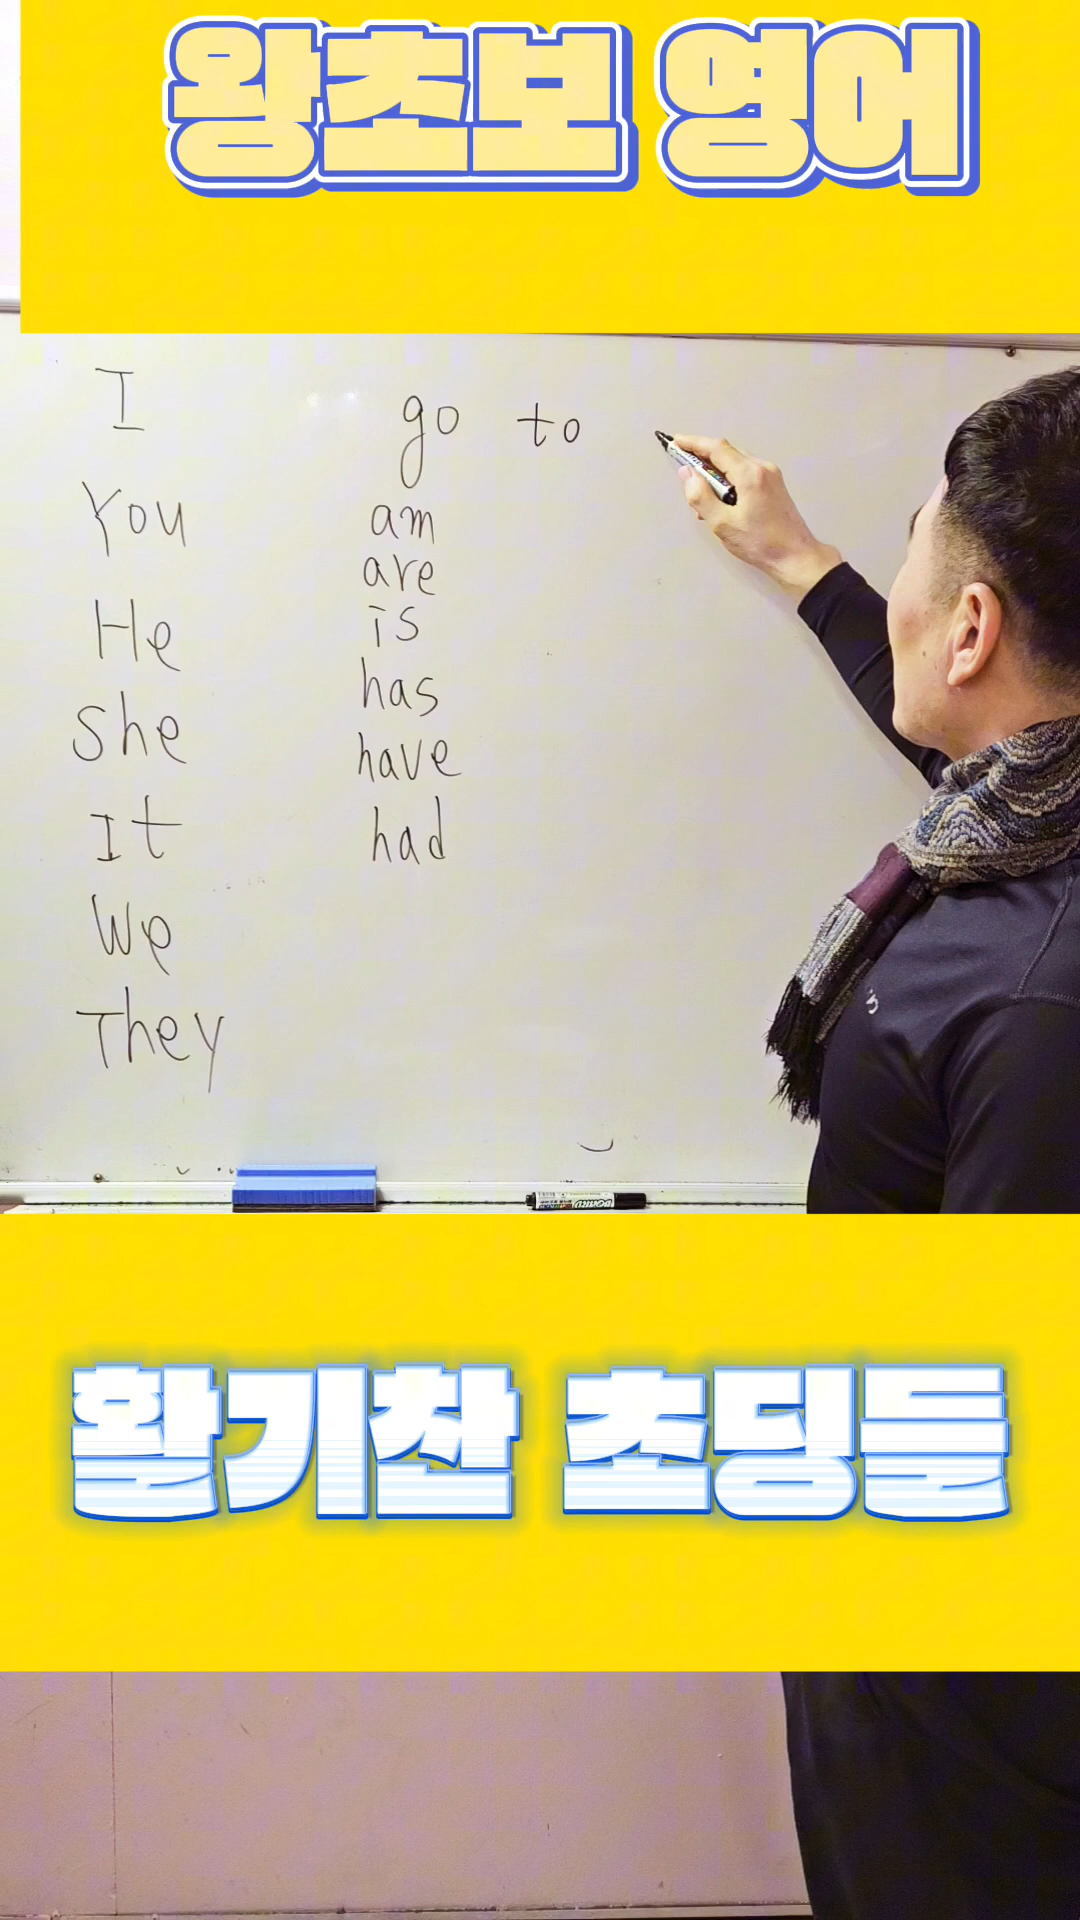 왕초보 영어
I go to
You am
are
He is
She has
have
It had
We
They
활기찬 초딩들